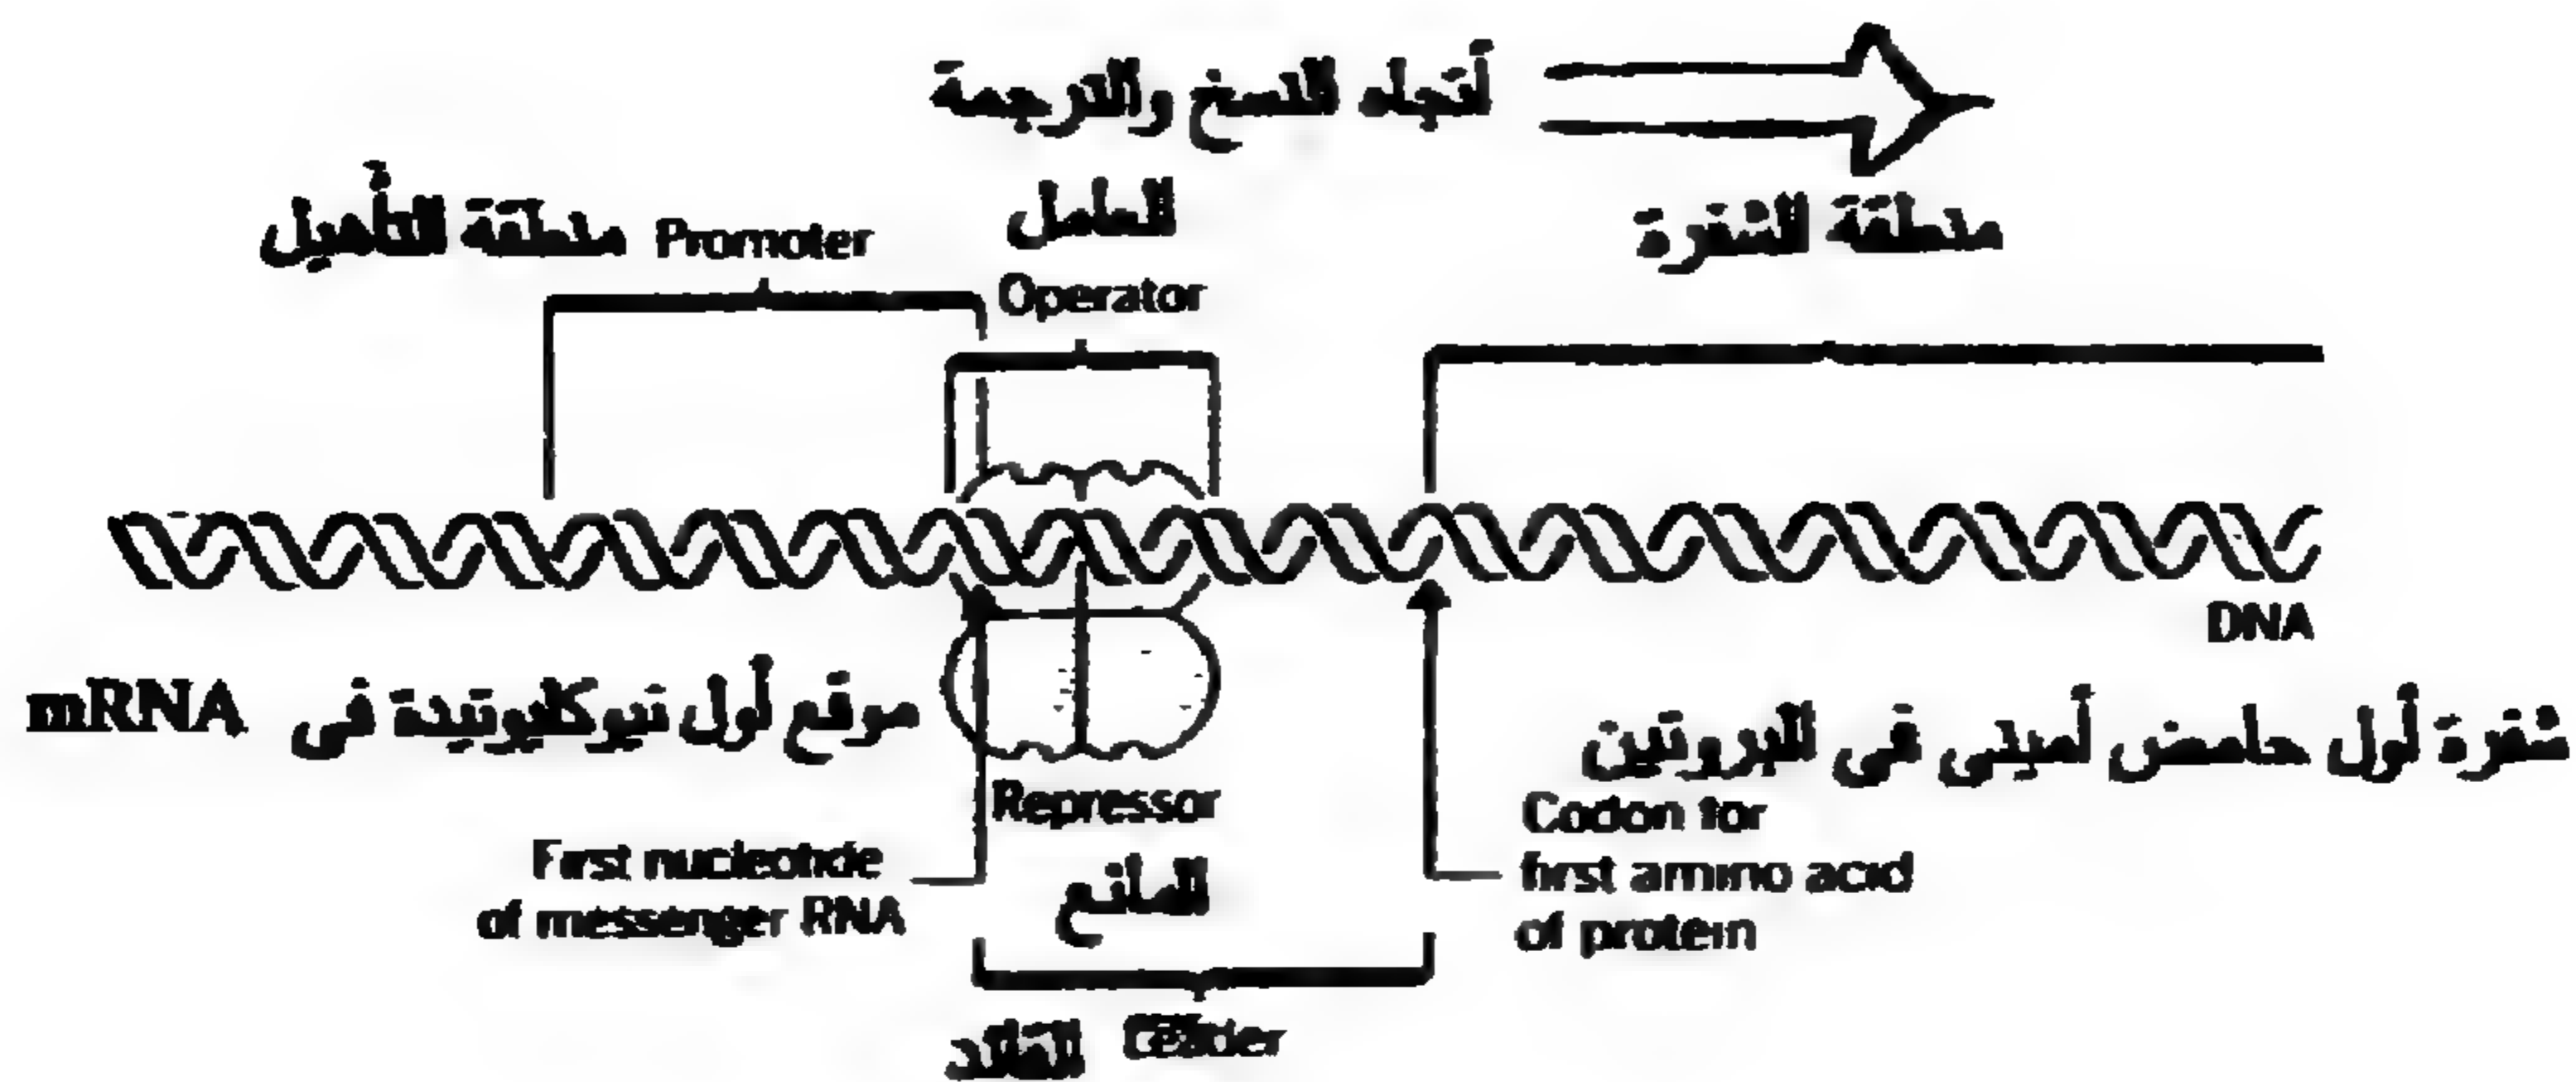 أتجاه النسخ والترجمة
العامل
منطقة التأهيل Promoter
منطقة الشفرة
Operator
DNA
موقع أول نيوكليوتيدة فى mRNA
شفرة أول حامض أمينى فى البروتين
Repressor
Codon for
first amino acid
of protein
First nucleotide
of messenger RNA
المانع
القائد Leader